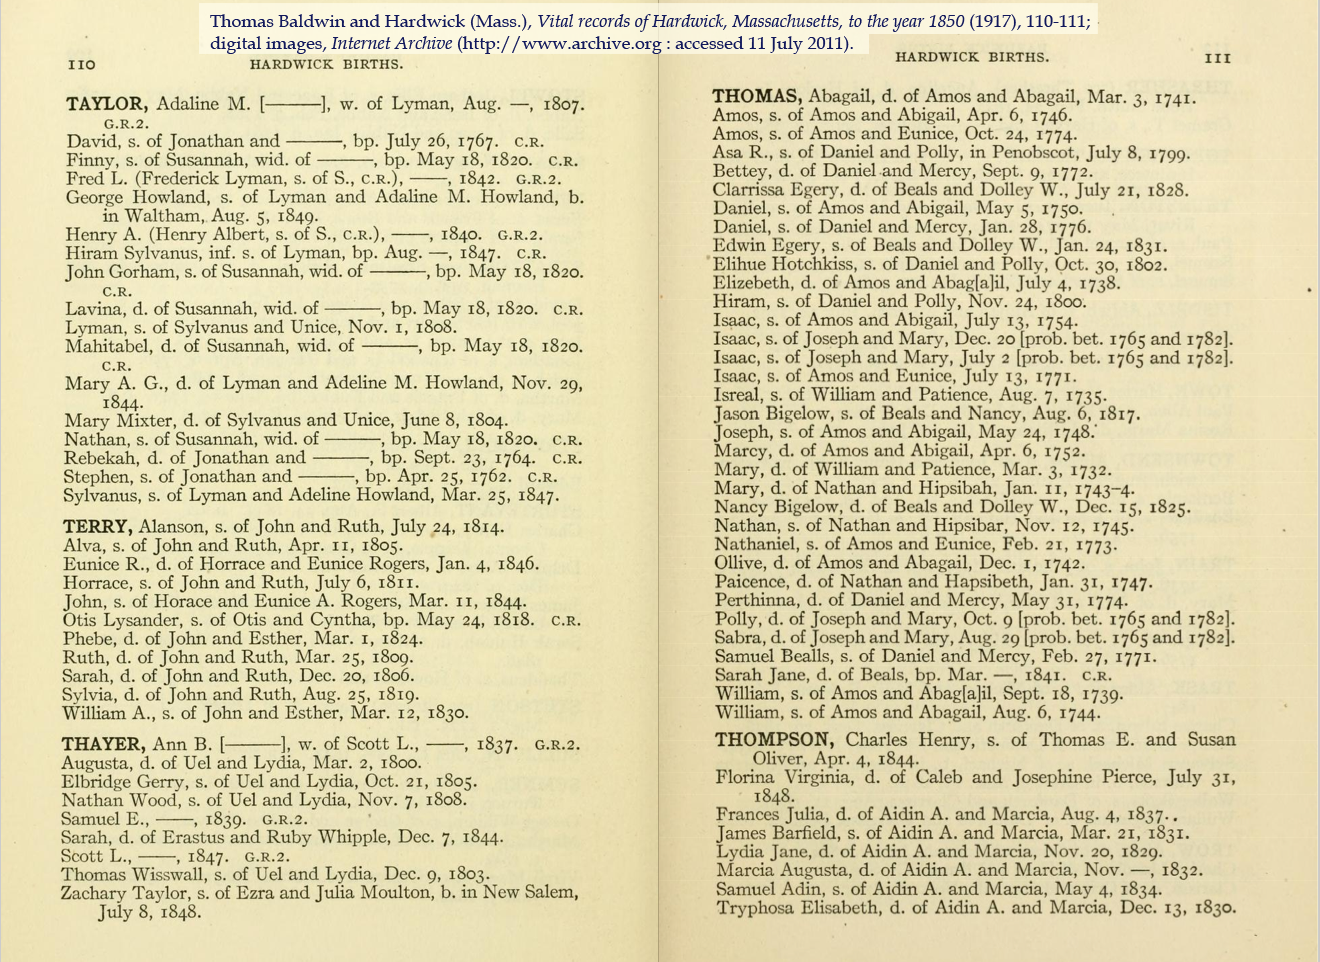 Thomas Baldwin and Hardwick (Mass.), Vital records of Hardwick, Massachusetts, to the year 1850 (1917), 110-111;
digital images, Internet Archive (http://www.archive.org : accessed 11 July 2011).
110 HARDWICK BIRTHS.
TAYLOR, Adaline M. [———], w. of Lyman, Aug. —, 1807.
G.R.2.
David, s. of Jonathan and ———, bp. July 26, 1767. C.R.
Finny, s. of Susannah, wid. of ———, bp. May 18, 1820. C.R.
Fred L. (Frederick Lyman, s. of S., C.R.), ——, 1842. G.R.2.
George Howland, s. of Lyman and Adaline M. Howland, b.
in Waltham, Aug. 5, 1849.
Henry A. (Henry Albert, s. of S., C.R.), ——, 1840. G.R.2.
Hiram Sylvanus, inf. s. of Lyman, bp. Aug. —, 1847. C.R.
John Gorham, s. of Susannah, wid. of ———, bp. May 18, 1820.
C.R.
Lavina, d. of Susannah, wid. of ———, bp. May 18, 1820. C.R.
Lyman, s. of Sylvanus and Unice, Nov. 1, 1808.
Mahitabel, d. of Susannah, wid. of ———, bp. May 18, 1820.
C.R.
Mary A. G., d. of Lyman and Adeline M. Howland, Nov. 29,
1844.
Mary Mixter, d. of Sylvanus and Unice, June 8, 1804.
Nathan, s. of Susannah, wid. of ———, bp. May 18, 1820. C.R.
Rebekah, d. of Jonathan and ———, bp. Sept. 23, 1764. C.R.
Stephen, s. of Jonathan and ———, bp. Apr. 25, 1762. C.R.
Sylvanus, s. of Lyman and Adeline Howland, Mar. 25, 1847.
TERRY, Alanson, s. of John and Ruth, July 24, 1814.
Alva, s. of John and Ruth, Apr. 11, 1805.
Eunice R., d. of Horrace and Eunice Rogers, Jan. 4, 1846.
Horrace, s. of John and Ruth, July 6, 1811.
John, s. of Horace and Eunice A. Rogers, Mar. 11, 1844.
Otis Lysander, s. of Otis and Cyntha, bp. May 24, 1818. C.R.
Phebe, d. of John and Esther, Mar. 1, 1824.
Ruth, d. of John and Ruth, Mar. 25, 1809.
Sarah, d. of John and Ruth, Dec. 20, 1806.
Sylvia, d. of John and Ruth, Aug. 25, 1819.
William A., s. of John and Esther, Mar. 12, 1830.
THAYER, Ann B. [———], w. of Scott L., ——, 1837. G.R.2.
Augusta, d. of Uel and Lydia, Mar. 2, 1800.
Elbridge Gerry, s. of Uel and Lydia, Oct. 21, 1805.
Nathan Wood, s. of Uel and Lydia, Nov. 7, 1808.
Samuel E., ——, 1839. G.R.2.
Sarah, d. of Erastus and Ruby Whipple, Dec. 7, 1844.
Scott L., ——, 1847. G.R.2.
Thomas Wisswall, s. of Uel and Lydia, Dec. 9, 1803.
Zachary Taylor, s. of Ezra and Julia Moulton, b. in New Salem,
July 8, 1848.
HARDWICK BIRTHS. 111
THOMAS, Abagail, d. of Amos and Abagail, Mar. 3, 1741.
Amos, s. of Amos and Abigail, Apr. 6, 1746.
Amos, s. of Amos and Eunice, Oct. 24, 1774.
Asa R., s. of Daniel and Polly, in Penobscot, July 8, 1799.
Bettey, d. of Daniel and Mercy, Sept. 9, 1772.
Clarrissa Egery, d. of Beals and Dolley W., July 21, 1828.
Daniel, s. of Amos and Abigail, May 5, 1750.
Daniel, s. of Daniel and Mercy, Jan. 28, 1776.
Edwin Egery, s. of Beals and Dolley W., Jan. 24, 1831.
Elihue Hotchkiss, s. of Daniel and Polly, Oct. 30, 1802.
Elizebeth, d. of Amos and Abag[a]il, July 4, 1738.
Hiram, s. of Daniel and Polly, Nov. 24, 1800.
Isaac, s. of Amos and Abigail, July 13, 1754.
Isaac, s. of Joseph and Mary, Dec. 20 [prob. bet. 1765 and 1782].
Isaac, s. of Joseph and Mary, July 2 [prob. bet. 1765 and 1782].
Isaac, s. of Amos and Eunice, July 13, 1771.
Isreal, s. of William and Patience, Aug. 7, 1735.
Jason Bigelow, s. of Beals and Nancy, Aug. 6, 1817.
Joseph, s. of Amos and Abigail, May 24, 1748.
Marcy, d. of Amos and Abigail, Apr. 6, 1752.
Mary, d. of William and Patience, Mar. 3, 1732.
Mary, d. of Nathan and Hipsibah, Jan. 11, 1743–4.
Nancy Bigelow, d. of Beals and Dolley W., Dec. 15, 1825.
Nathan, s. of Nathan and Hipsibar, Nov. 12, 1745.
Nathaniel, s. of Amos and Eunice, Feb. 21, 1773.
Ollive, d. of Amos and Abagail, Dec. 1, 1742.
Paicence, d. of Nathan and Hapsibeth, Jan. 31, 1747.
Perthinna, d. of Daniel and Mercy, May 31, 1774.
Polly, d. of Joseph and Mary, Oct. 9 [prob. bet. 1765 and 1782].
Sabra, d. of Joseph and Mary, Aug. 29 [prob. bet. 1765 and 1782].
Samuel Bealls, s. of Daniel and Mercy, Feb. 27, 1771.
Sarah Jane, d. of Beals, bp. Mar. —, 1841. C.R.
William, s. of Amos and Abag[a]il, Sept. 18, 1739.
William, s. of Amos and Abagail, Aug. 6, 1744.
THOMPSON, Charles Henry, s. of Thomas E. and Susan
Oliver, Apr. 4, 1844.
Florina Virginia, d. of Caleb and Josephine Pierce, July 31,
1848.
Frances Julia, d. of Aidin A. and Marcia, Aug. 4, 1837.
James Barfield, s. of Aidin A. and Marcia, Mar. 21, 1831.
Lydia Jane, d. of Aidin A. and Marcia, Nov. 20, 1829.
Marcia Augusta, d. of Aidin A. and Marcia, Nov. —, 1832.
Samuel Adin, s. of Aidin A. and Marcia, May 4, 1834.
Tryphosa Elisabeth, d. of Aidin A. and Marcia, Dec. 13, 1830.